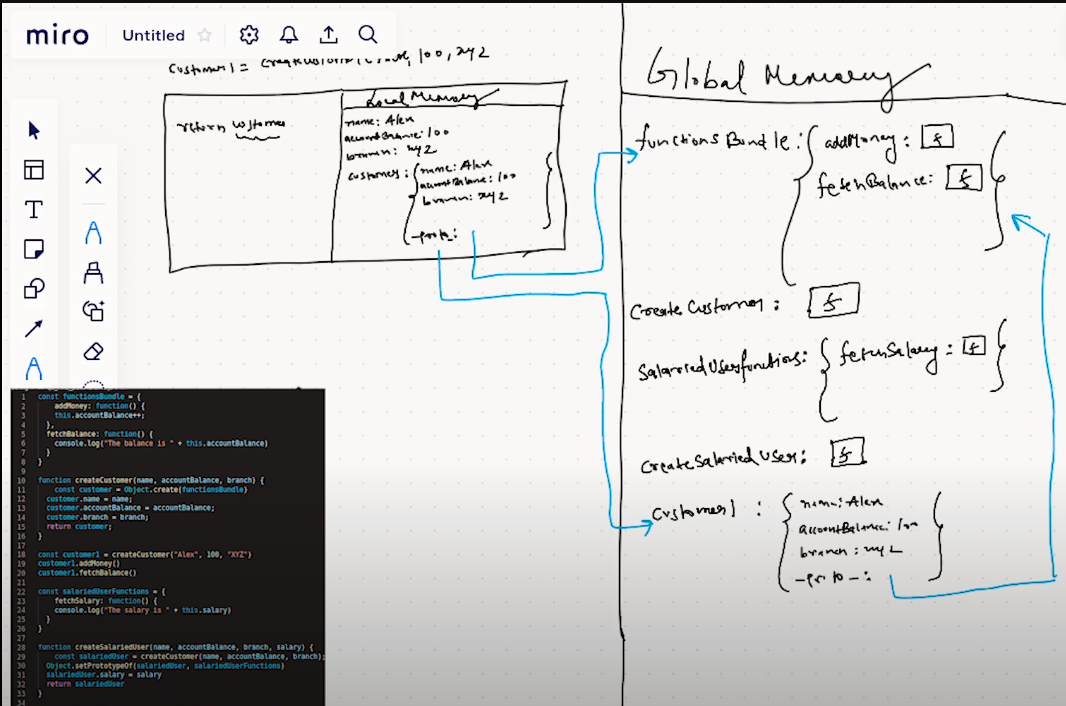 miro
Untitled
customer1 = createCustomer(Alex, 100, xyz
Local Memory
return customer
name: Alex
accountBalance: 100
branch: xyz
customer: { name: Alex
accountBalance: 100
branch: xyz
-proto-: }
Global Memory
functionsBundle: { addMoney: f
fetchBalance: f }
CreateCustomer: f
SalariedUserfunctions: { fetchSalary: f }
CreateSalariedUser: f
Customer1 : { name: Alex
accountBalance: 100
branch: xyz
-proto-: }
1 const functionsBundle = {
2 addMoney: function() {
3 this.accountBalance++;
4 },
5 fetchBalance: function() {
6 console.log("The balance is " + this.accountBalance)
7 }
8 }
9
10 function createCustomer(name, accountBalance, branch) {
11 const customer = Object.create(functionsBundle)
12 customer.name = name;
13 customer.accountBalance = accountBalance;
14 customer.branch = branch;
15 return customer;
16 }
17
18 const customer1 = createCustomer("Alex", 100, "XYZ")
19 customer1.addMoney()
20 customer1.fetchBalance()
21
22 const salariedUserFunctions = {
23 fetchSalary: function() {
24 console.log("The salary is " + this.salary)
25 }
26 }
27
28 function createSalariedUser(name, accountBalance, branch, salary) {
29 const salariedUser = createCustomer(name, accountBalance, branch);
30 Object.setPrototypeOf(salariedUser, salariedUserFunctions)
31 salariedUser.salary = salary
32 return salariedUser
33 }
34